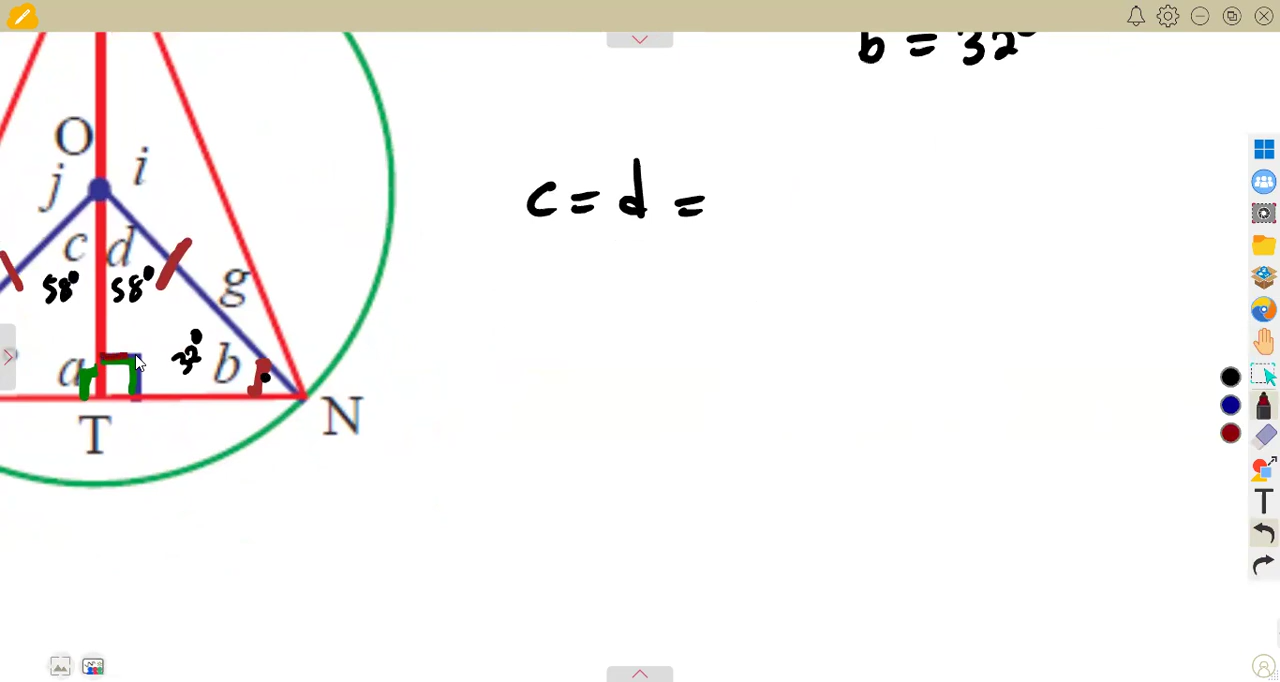 b = 32°
O
j i
c = d =
c d
58° 58°
g
a 32° b
T N
T